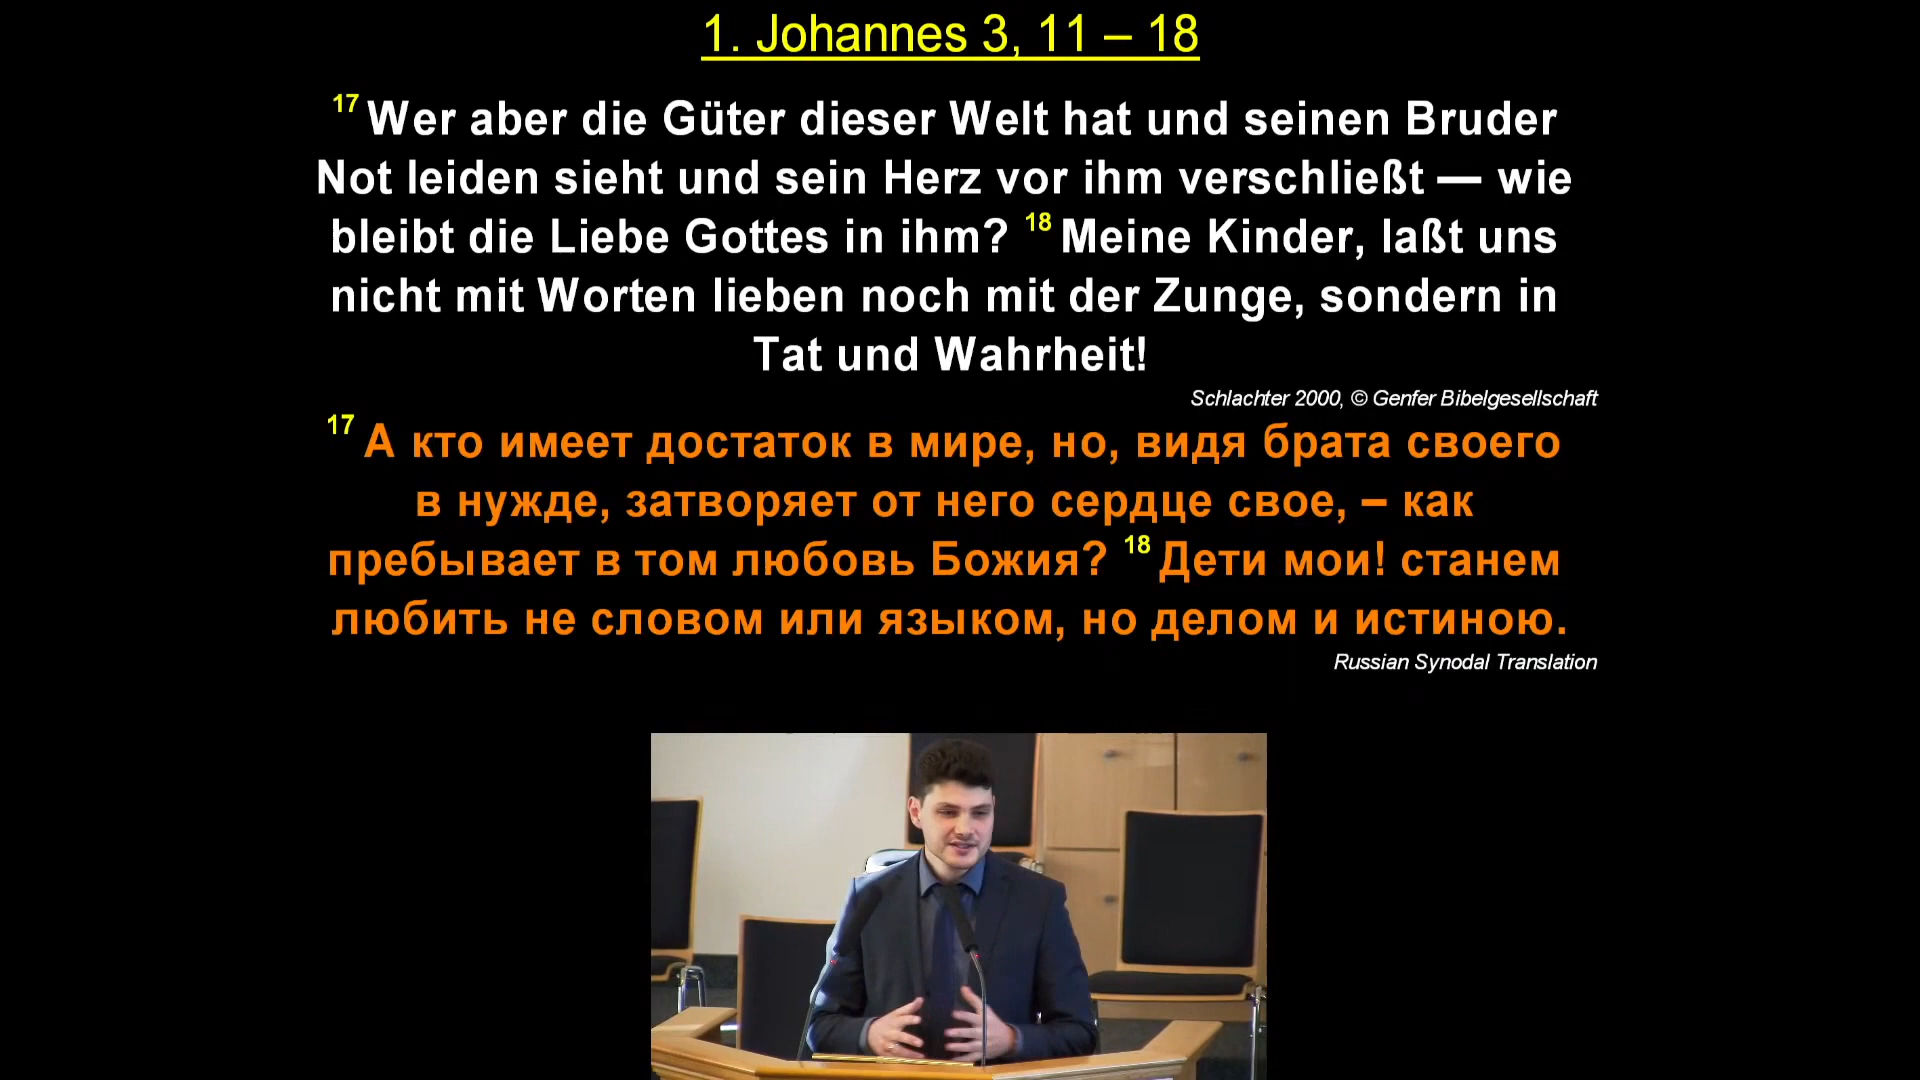 1. Johannes 3, 11 – 18
17 Wer aber die Güter dieser Welt hat und seinen Bruder
Not leiden sieht und sein Herz vor ihm verschließt — wie
bleibt die Liebe Gottes in ihm? 18 Meine Kinder, laßt uns
nicht mit Worten lieben noch mit der Zunge, sondern in
Tat und Wahrheit!
Schlachter 2000, © Genfer Bibelgesellschaft
17 А кто имеет достаток в мире, но, видя брата своего
в нужде, затворяет от него сердце свое, – как
пребывает в том любовь Божия? 18 Дети мои! станем
любить не словом или языком, но делом и истиною.
Russian Synodal Translation